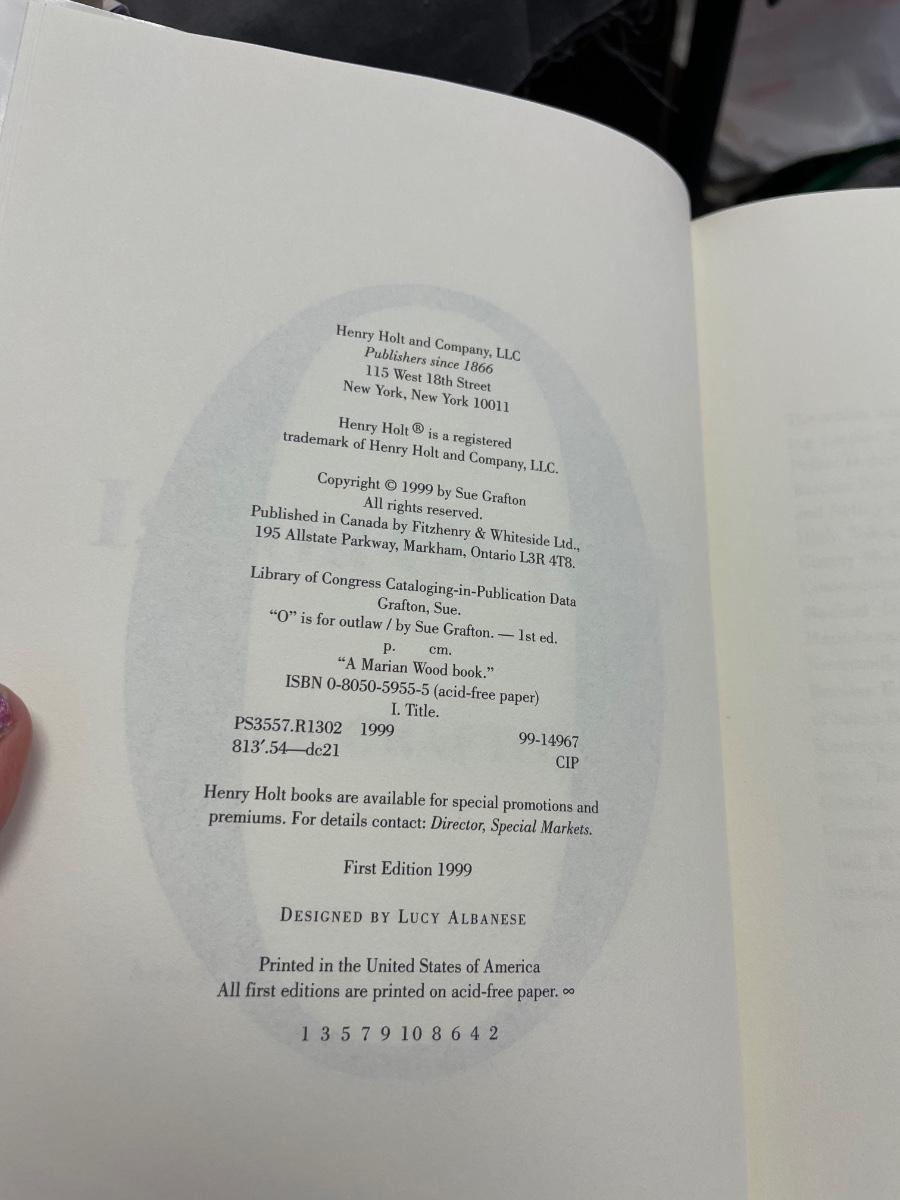 Henry Holt and Company, LLC
Publishers since 1866
115 West 18th Street
New York, New York 10011
Henry Holt ® is a registered
trademark of Henry Holt and Company, LLC.
Copyright © 1999 by Sue Grafton
All rights reserved.
Published in Canada by Fitzhenry & Whiteside Ltd.,
195 Allstate Parkway, Markham, Ontario L3R 4T8.
Library of Congress Cataloging-in-Publication Data
Grafton, Sue.
“O” is for outlaw / by Sue Grafton. — 1st ed.
p. cm.
“A Marian Wood book.”
ISBN 0-8050-5955-5 (acid-free paper)
I. Title.
PS3557.R1302 1999 99-14967
813′.54—dc21 CIP
Henry Holt books are available for special promotions and
premiums. For details contact: Director, Special Markets.
First Edition 1999
DESIGNED BY LUCY ALBANESE
Printed in the United States of America
All first editions are printed on acid-free paper. ∞
1 3 5 7 9 10 8 6 4 2